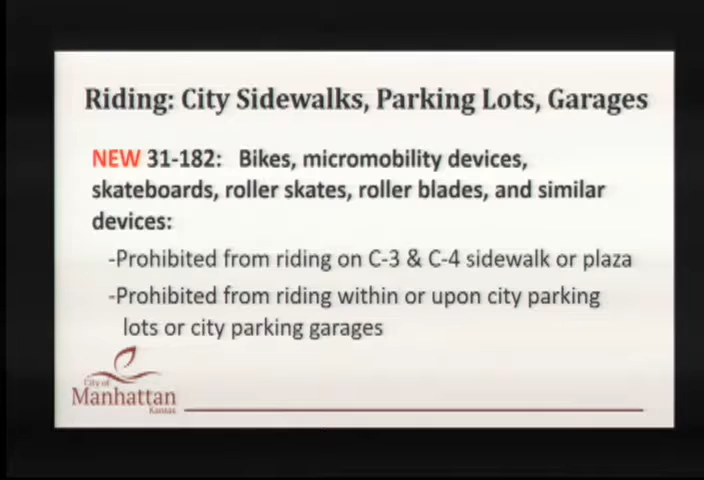 Riding: City Sidewalks, Parking Lots, Garages
NEW 31-182: Bikes, micromobility devices,
skateboards, roller skates, roller blades, and similar
devices:
-Prohibited from riding on C-3 & C-4 sidewalk or plaza
-Prohibited from riding within or upon city parking
lots or city parking garages
City of
Manhattan
Kansas